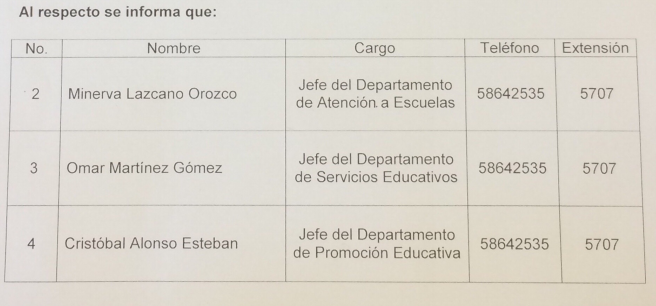 Al respecto se informa que:
No. Nombre Cargo Teléfono Extensión
2 Minerva Lazcano Orozco Jefe del Departamento de Atención a Escuelas 58642535 5707
3 Omar Martínez Gómez Jefe del Departamento de Servicios Educativos 58642535 5707
4 Cristóbal Alonso Esteban Jefe del Departamento de Promoción Educativa 58642535 5707